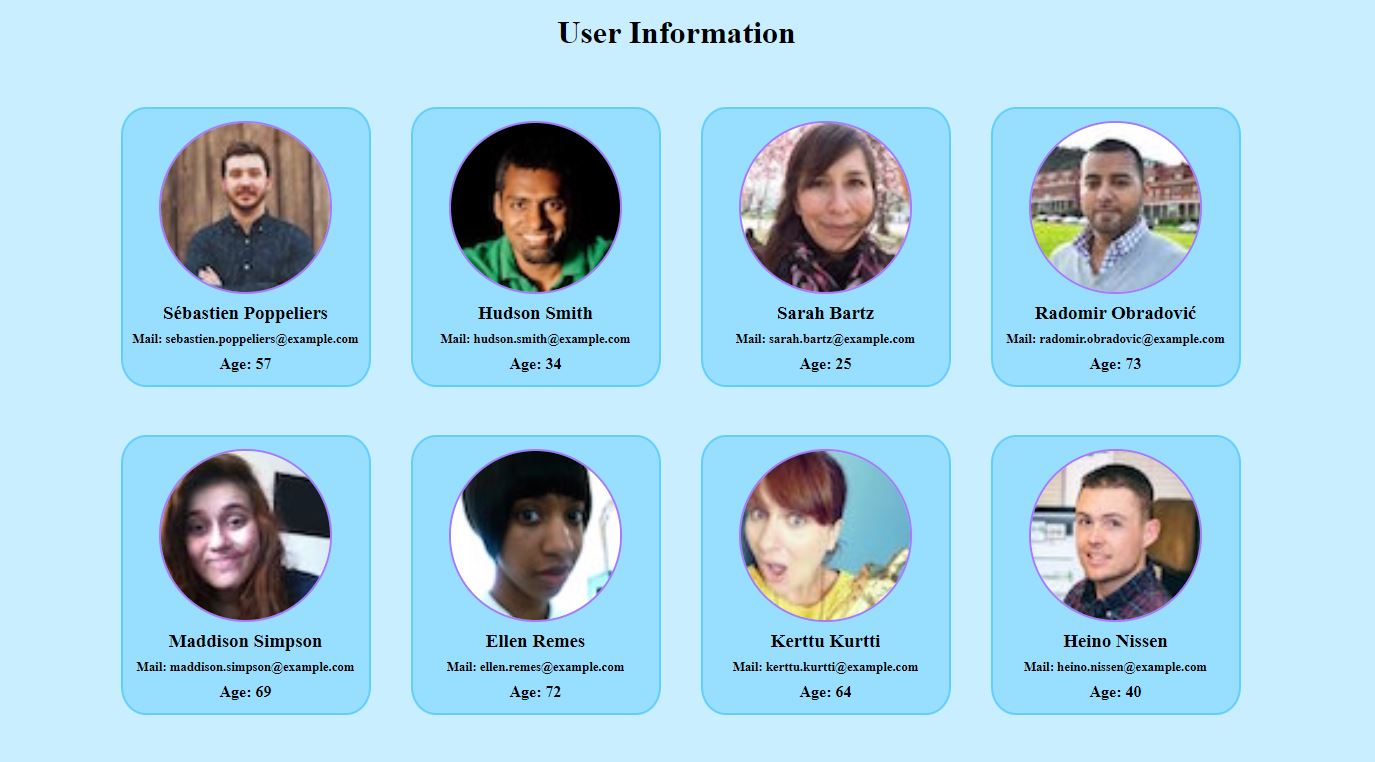 User Information
Sébastien Poppeliers
Mail: sebastien.poppeliers@example.com
Age: 57
Hudson Smith
Mail: hudson.smith@example.com
Age: 34
Sarah Bartz
Mail: sarah.bartz@example.com
Age: 25
Radomir Obradović
Mail: radomir.obradovic@example.com
Age: 73
Maddison Simpson
Mail: maddison.simpson@example.com
Age: 69
Ellen Remes
Mail: ellen.remes@example.com
Age: 72
Kerttu Kurtti
Mail: kerttu.kurtti@example.com
Age: 64
Heino Nissen
Mail: heino.nissen@example.com
Age: 40